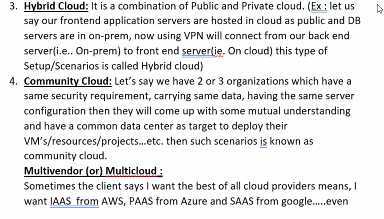 3. Hybrid Cloud: It is a combination of Public and Private cloud. (Ex : let us
say our frontend application servers are hosted in cloud as public and DB
servers are in on-prem, now using VPN will connect from our back end
server(i.e.. On-prem) to front end server(ie. On cloud) this type of
Setup/Scenarios is called Hybrid cloud)
4. Community Cloud: Let's say we have 2 or 3 organizations which have a
same security requirement, carrying same data, having the same server
configuration then they will come up with some mutual understanding
and have a common data center as target to deploy their
VM's/resources/projects...etc. then such scenarios is known as
community cloud.
Multivendor (or) Multicloud :
Sometimes the client says I want the best of all cloud providers means, I
want IAAS from AWS, PAAS from Azure and SAAS from google.....even